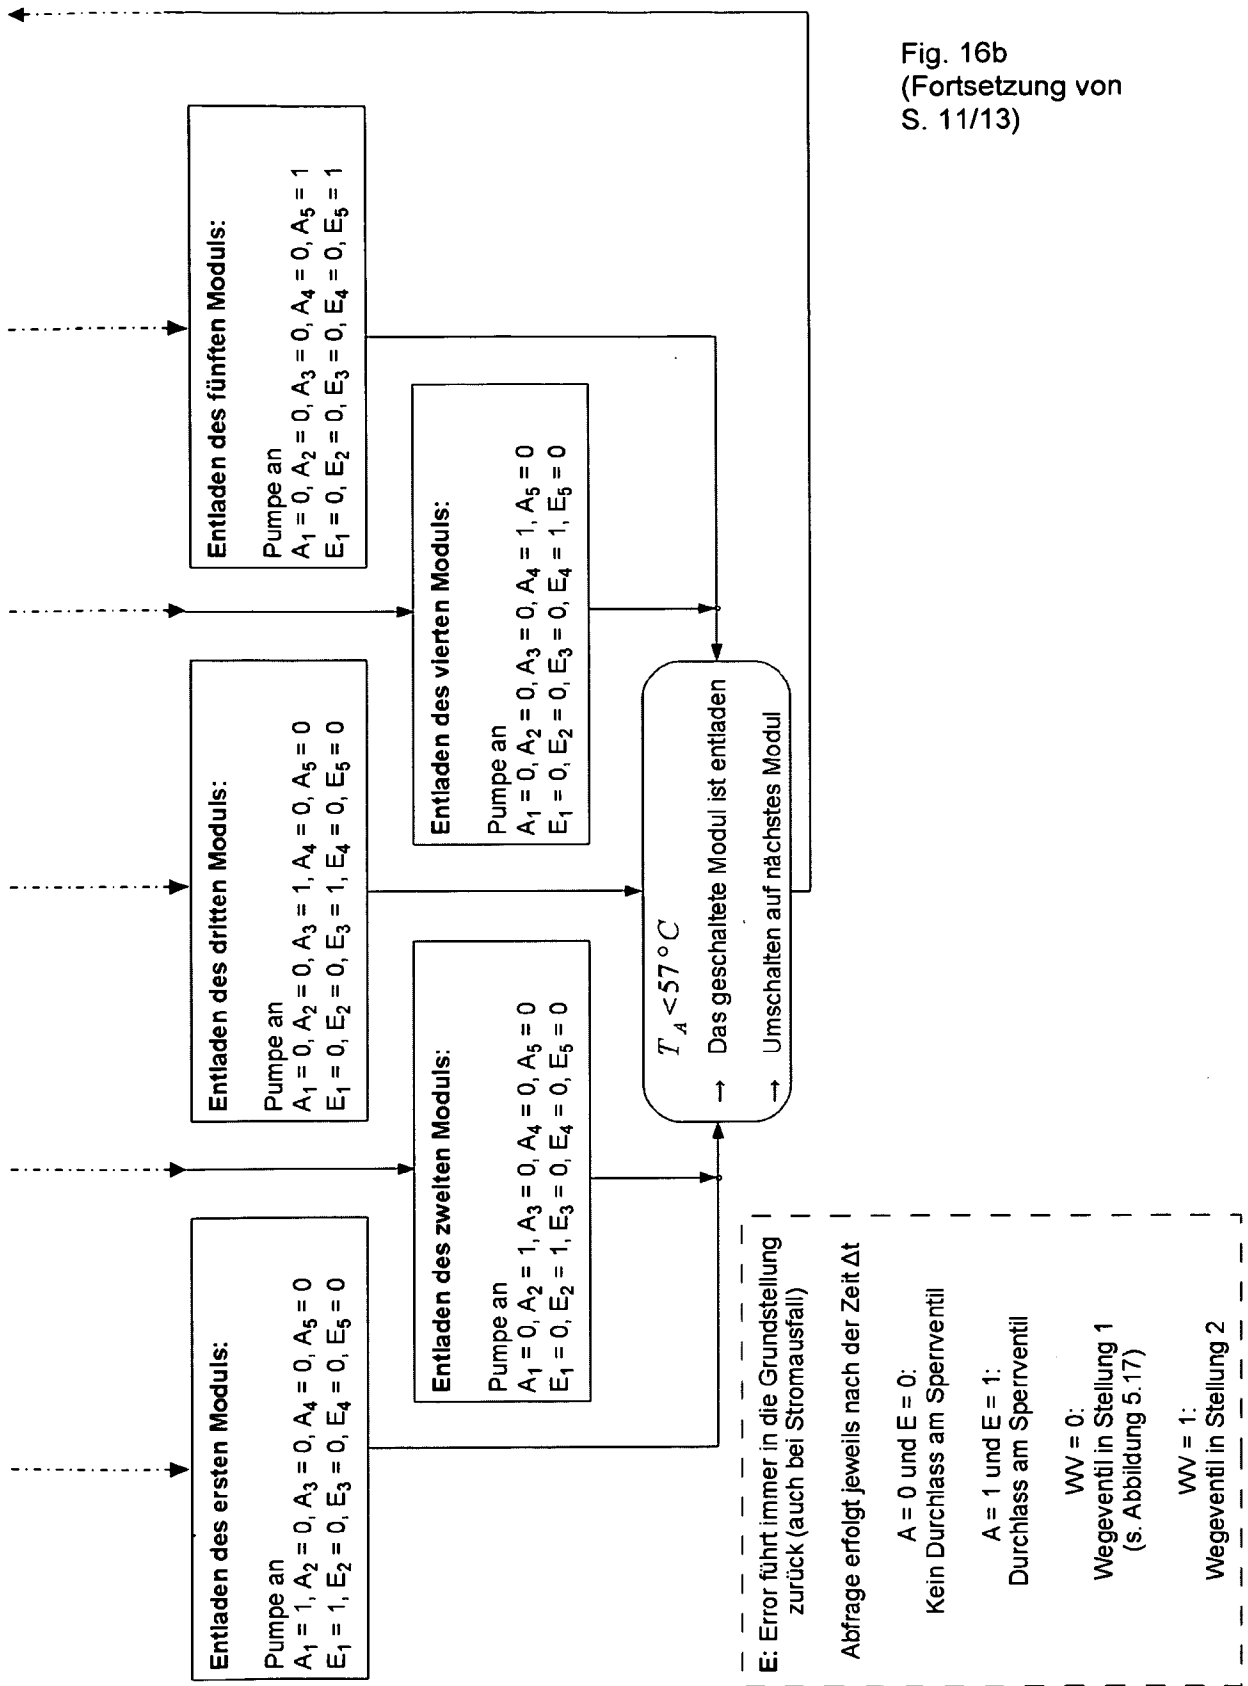 Fig. 16b
(Fortsetzung von
S. 11/13)
Entladen des ersten Moduls:
Pumpe an
A₁ = 1, A₂ = 0, A₃ = 0, A₄ = 0, A₅ = 0
E₁ = 1, E₂ = 0, E₃ = 0, E₄ = 0, E₅ = 0
Entladen des zweiten Moduls:
Pumpe an
A₁ = 0, A₂ = 1, A₃ = 0, A₄ = 0, A₅ = 0
E₁ = 0, E₂ = 1, E₃ = 0, E₄ = 0, E₅ = 0
Entladen des dritten Moduls:
Pumpe an
A₁ = 0, A₂ = 0, A₃ = 1, A₄ = 0, A₅ = 0
E₁ = 0, E₂ = 0, E₃ = 1, E₄ = 0, E₅ = 0
Entladen des vierten Moduls:
Pumpe an
A₁ = 0, A₂ = 0, A₃ = 0, A₄ = 1, A₅ = 0
E₁ = 0, E₂ = 0, E₃ = 0, E₄ = 1, E₅ = 0
Entladen des fünften Moduls:
Pumpe an
A₁ = 0, A₂ = 0, A₃ = 0, A₄ = 0, A₅ = 1
E₁ = 0, E₂ = 0, E₃ = 0, E₄ = 0, E₅ = 1
T_A <57°C
→ Das geschaltete Modul ist entladen
→ Umschalten auf nächstes Modul
E: Error führt immer in die Grundstellung
zurück (auch bei Stromausfall)
Abfrage erfolgt jeweils nach der Zeit Δt
A = 0 und E = 0:
Kein Durchlass am Sperrventil
A = 1 und E = 1:
Durchlass am Sperrventil
WV = 0:
Wegeventil in Stellung 1
(s. Abbildung 5.17)
WV = 1:
Wegeventil in Stellung 2